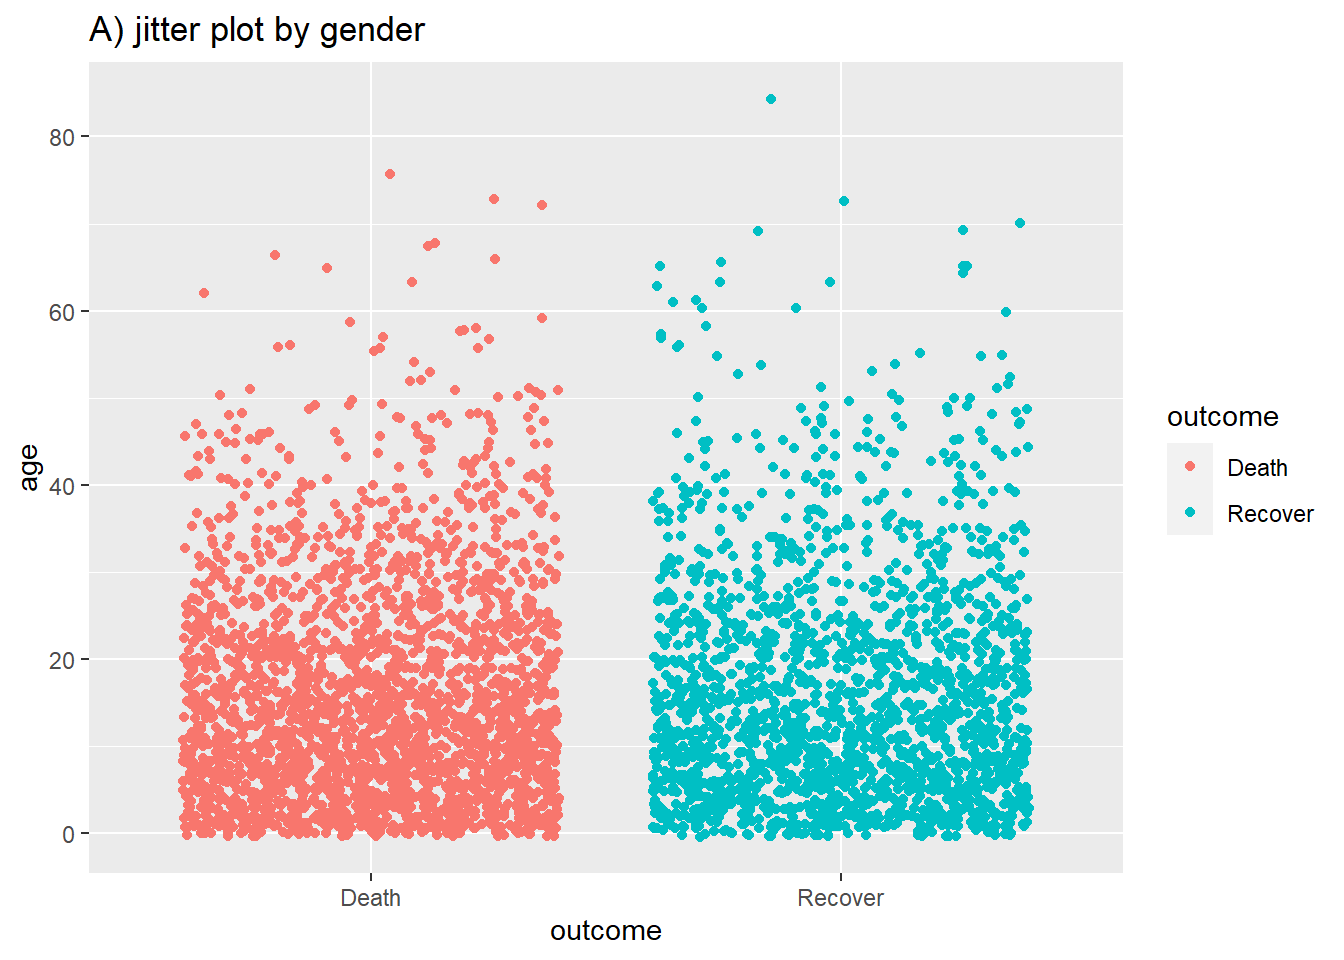 A) jitter plot by gender
age
80
60
40
20
0
Death
Recover
outcome
outcome
Death
Recover